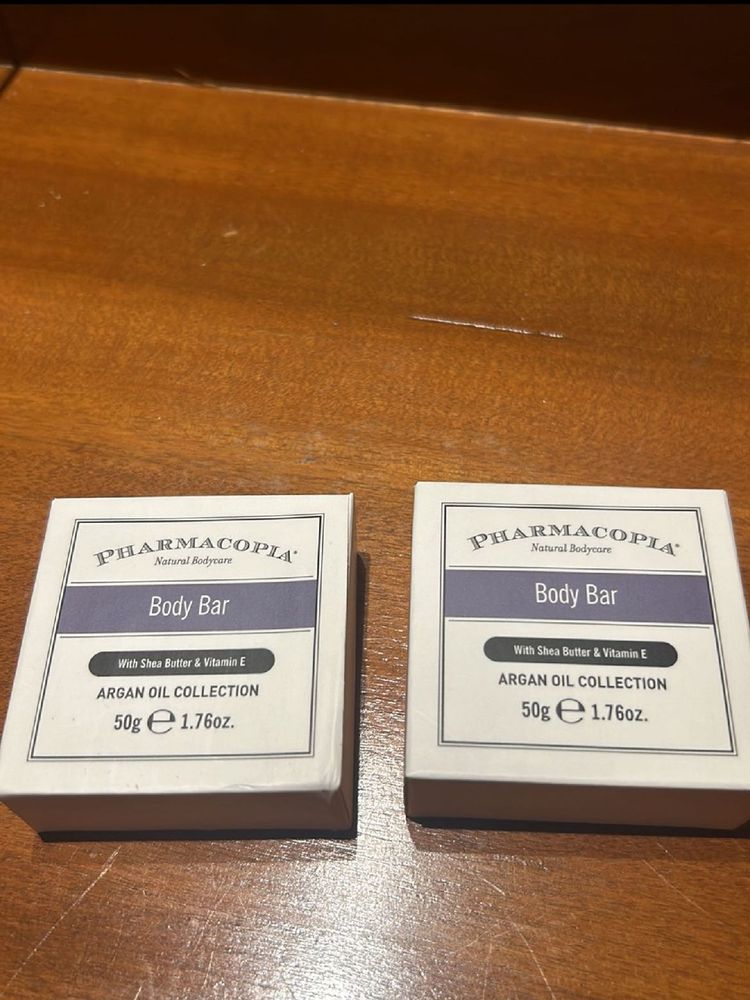 PHARMACOPIA®
Natural Bodycare
Body Bar
With Shea Butter & Vitamin E
ARGAN OIL COLLECTION
50g ℮ 1.76oz.
PHARMACOPIA®
Natural Bodycare
Body Bar
With Shea Butter & Vitamin E
ARGAN OIL COLLECTION
50g ℮ 1.76oz.